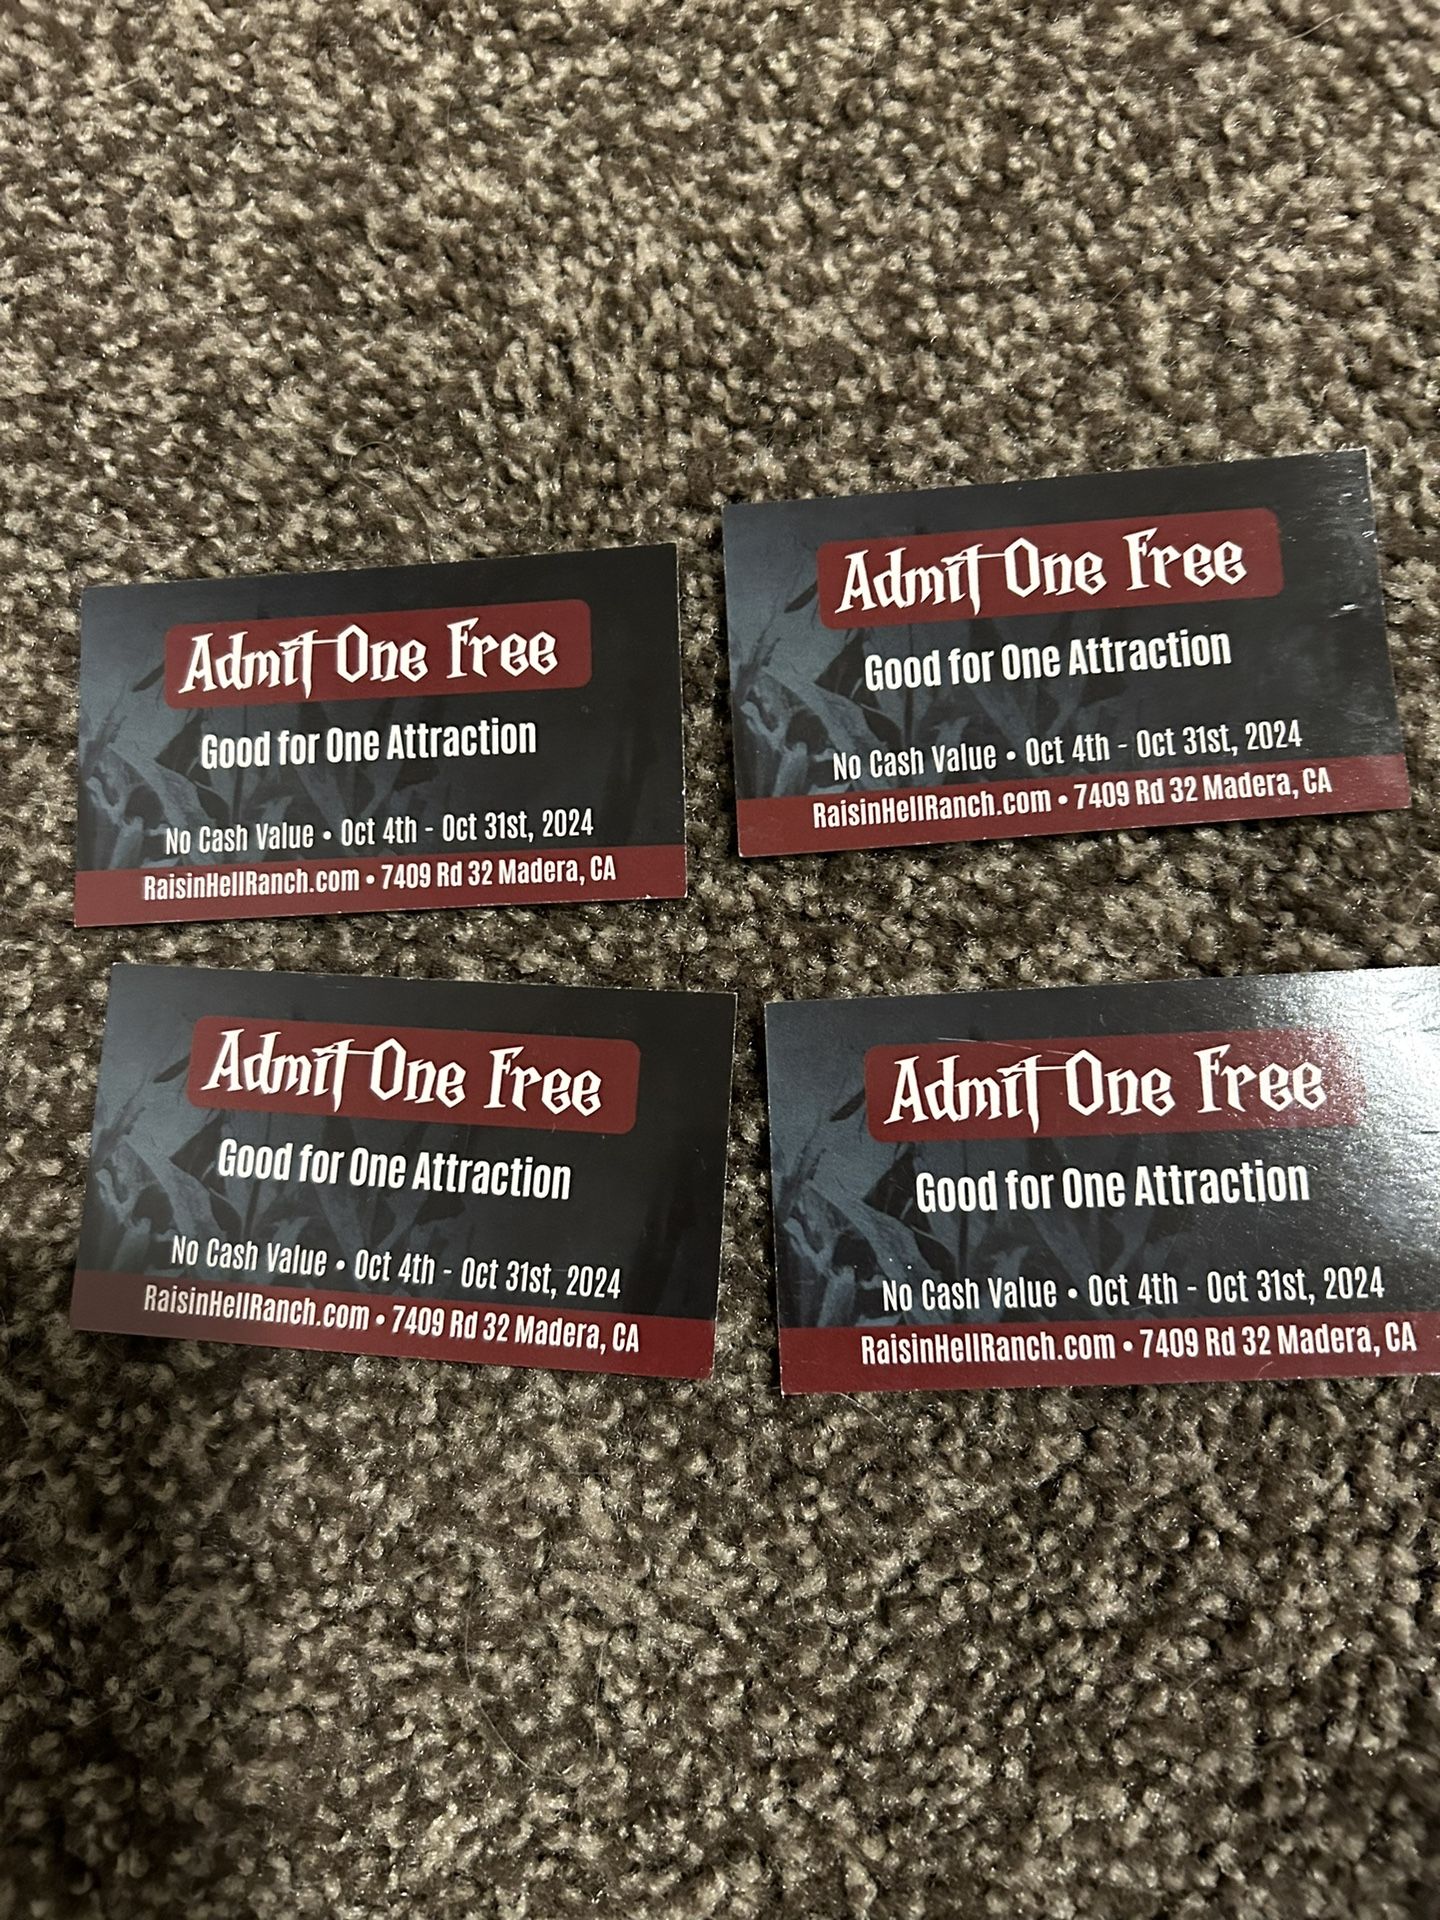 Admit One Free
Good for One Attraction
No Cash Value • Oct 4th - Oct 31st, 2024
RaisinHellRanch.com • 7409 Rd 32 Madera, CA
Admit One Free
Good for One Attraction
No Cash Value • Oct 4th - Oct 31st, 2024
RaisinHellRanch.com • 7409 Rd 32 Madera, CA
Admit One Free
Good for One Attraction
No Cash Value • Oct 4th - Oct 31st, 2024
RaisinHellRanch.com • 7409 Rd 32 Madera, CA
Admit One Free
Good for One Attraction
No Cash Value • Oct 4th - Oct 31st, 2024
RaisinHellRanch.com • 7409 Rd 32 Madera, CA